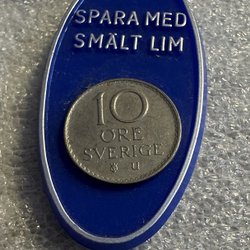 SPARA MED
SMÄLT LIM
10
ÖRE
SVERIGE
U